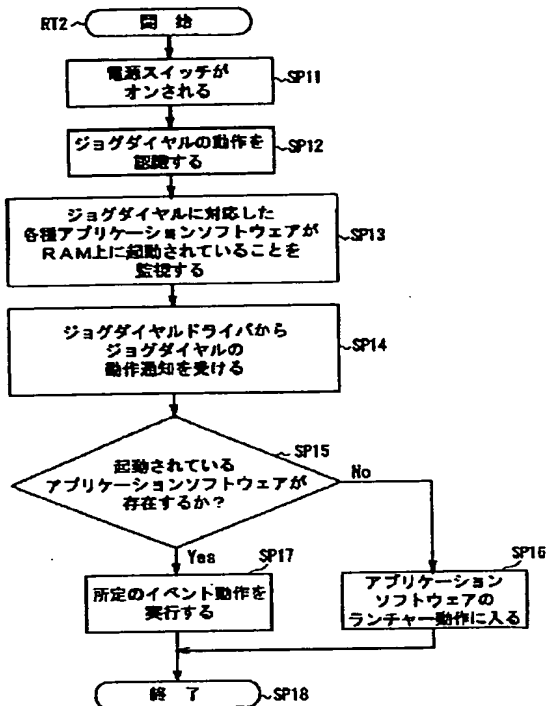 RT2
開 始
電源スイッチが
オンされる
SP11
ジョグダイヤルの動作を
認識する
SP12
ジョグダイヤルに対応した
各種アプリケーションソフトウェアが
RAM上に起動されていることを
監視する
SP13
ジョグダイヤルドライバから
ジョグダイヤルの
動作通知を受ける
SP14
起動されている
アプリケーションソフトウェアが
存在するか?
SP15
No
Yes
SP17
所定のイベント動作を
実行する
SP16
アプリケーション
ソフトウェアの
ランチャー動作に入る
終 了
SP18